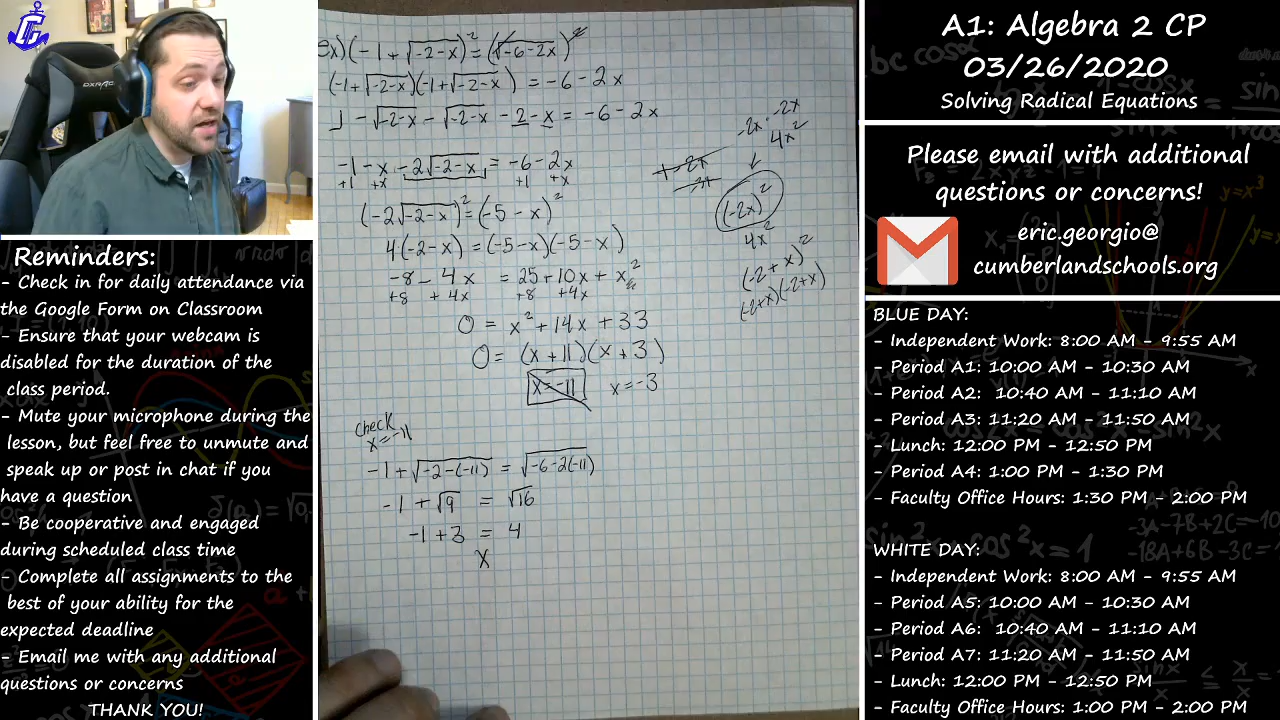 DXRACER
Reminders:
- Check in for daily attendance via
the Google Form on Classroom
- Ensure that your webcam is
disabled for the duration of the
class period.
- Mute your microphone during the
lesson, but feel free to unmute and
speak up or post in chat if you
have a question
- Be cooperative and engaged
during scheduled class time
- Complete all assignments to the
best of your ability for the
expected deadline
- Email me with any additional
questions or concerns
THANK YOU!
ex) (-1 + √(-2-x))² = (√(-6-2x))²
(-1+√(-2-x))(-1+√(-2-x)) = -6 - 2x
1 - √(-2-x) - √(-2-x) - 2 - x = -6 - 2x
-1 - x - 2√(-2-x) = -6 - 2x
+1 +x +1 +x
(-2√(-2-x))² = (-5 - x)²
4(-2-x) = (-5-x)(-5-x)
-8 - 4x = 25 + 10x + x²
+8 + 4x +8 +4x
0 = x² + 14x + 33
0 = (x + 11)(x + 3)
x = -11 x = -3
check
x = -11
-1 + √(-2-(-11)) = √(-6-2(-11))
-1 + √9 = √16
-1 + 3 = 4
X
-2x · -2x
4x²
(-2x)²
4x²
(-2 + x)²
(-2+x)(-2+x)
A1: Algebra 2 CP
03/26/2020
Solving Radical Equations
Please email with additional
questions or concerns!
eric.georgio@
cumberlandschools.org
BLUE DAY:
- Independent Work: 8:00 AM - 9:55 AM
- Period A1: 10:00 AM - 10:30 AM
- Period A2: 10:40 AM - 11:10 AM
- Period A3: 11:20 AM - 11:50 AM
- Lunch: 12:00 PM - 12:50 PM
- Period A4: 1:00 PM - 1:30 PM
- Faculty Office Hours: 1:30 PM - 2:00 PM
WHITE DAY:
- Independent Work: 8:00 AM - 9:55 AM
- Period A5: 10:00 AM - 10:30 AM
- Period A6: 10:40 AM - 11:10 AM
- Period A7: 11:20 AM - 11:50 AM
- Lunch: 12:00 PM - 12:50 PM
- Faculty Office Hours: 1:00 PM - 2:00 PM